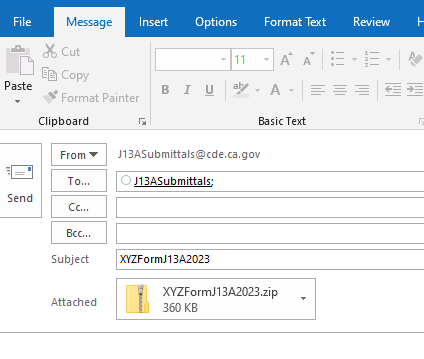 File Message Insert Options Format Text Review
Cut
Copy
Paste
Format Painter
Clipboard
11
A A
B I U A
Basic Text
From J13ASubmittals@cde.ca.gov
To... J13ASubmittals;
Send
Cc...
Bcc...
Subject XYZFormJ13A2023
Attached XYZFormJ13A2023.zip
360 KB